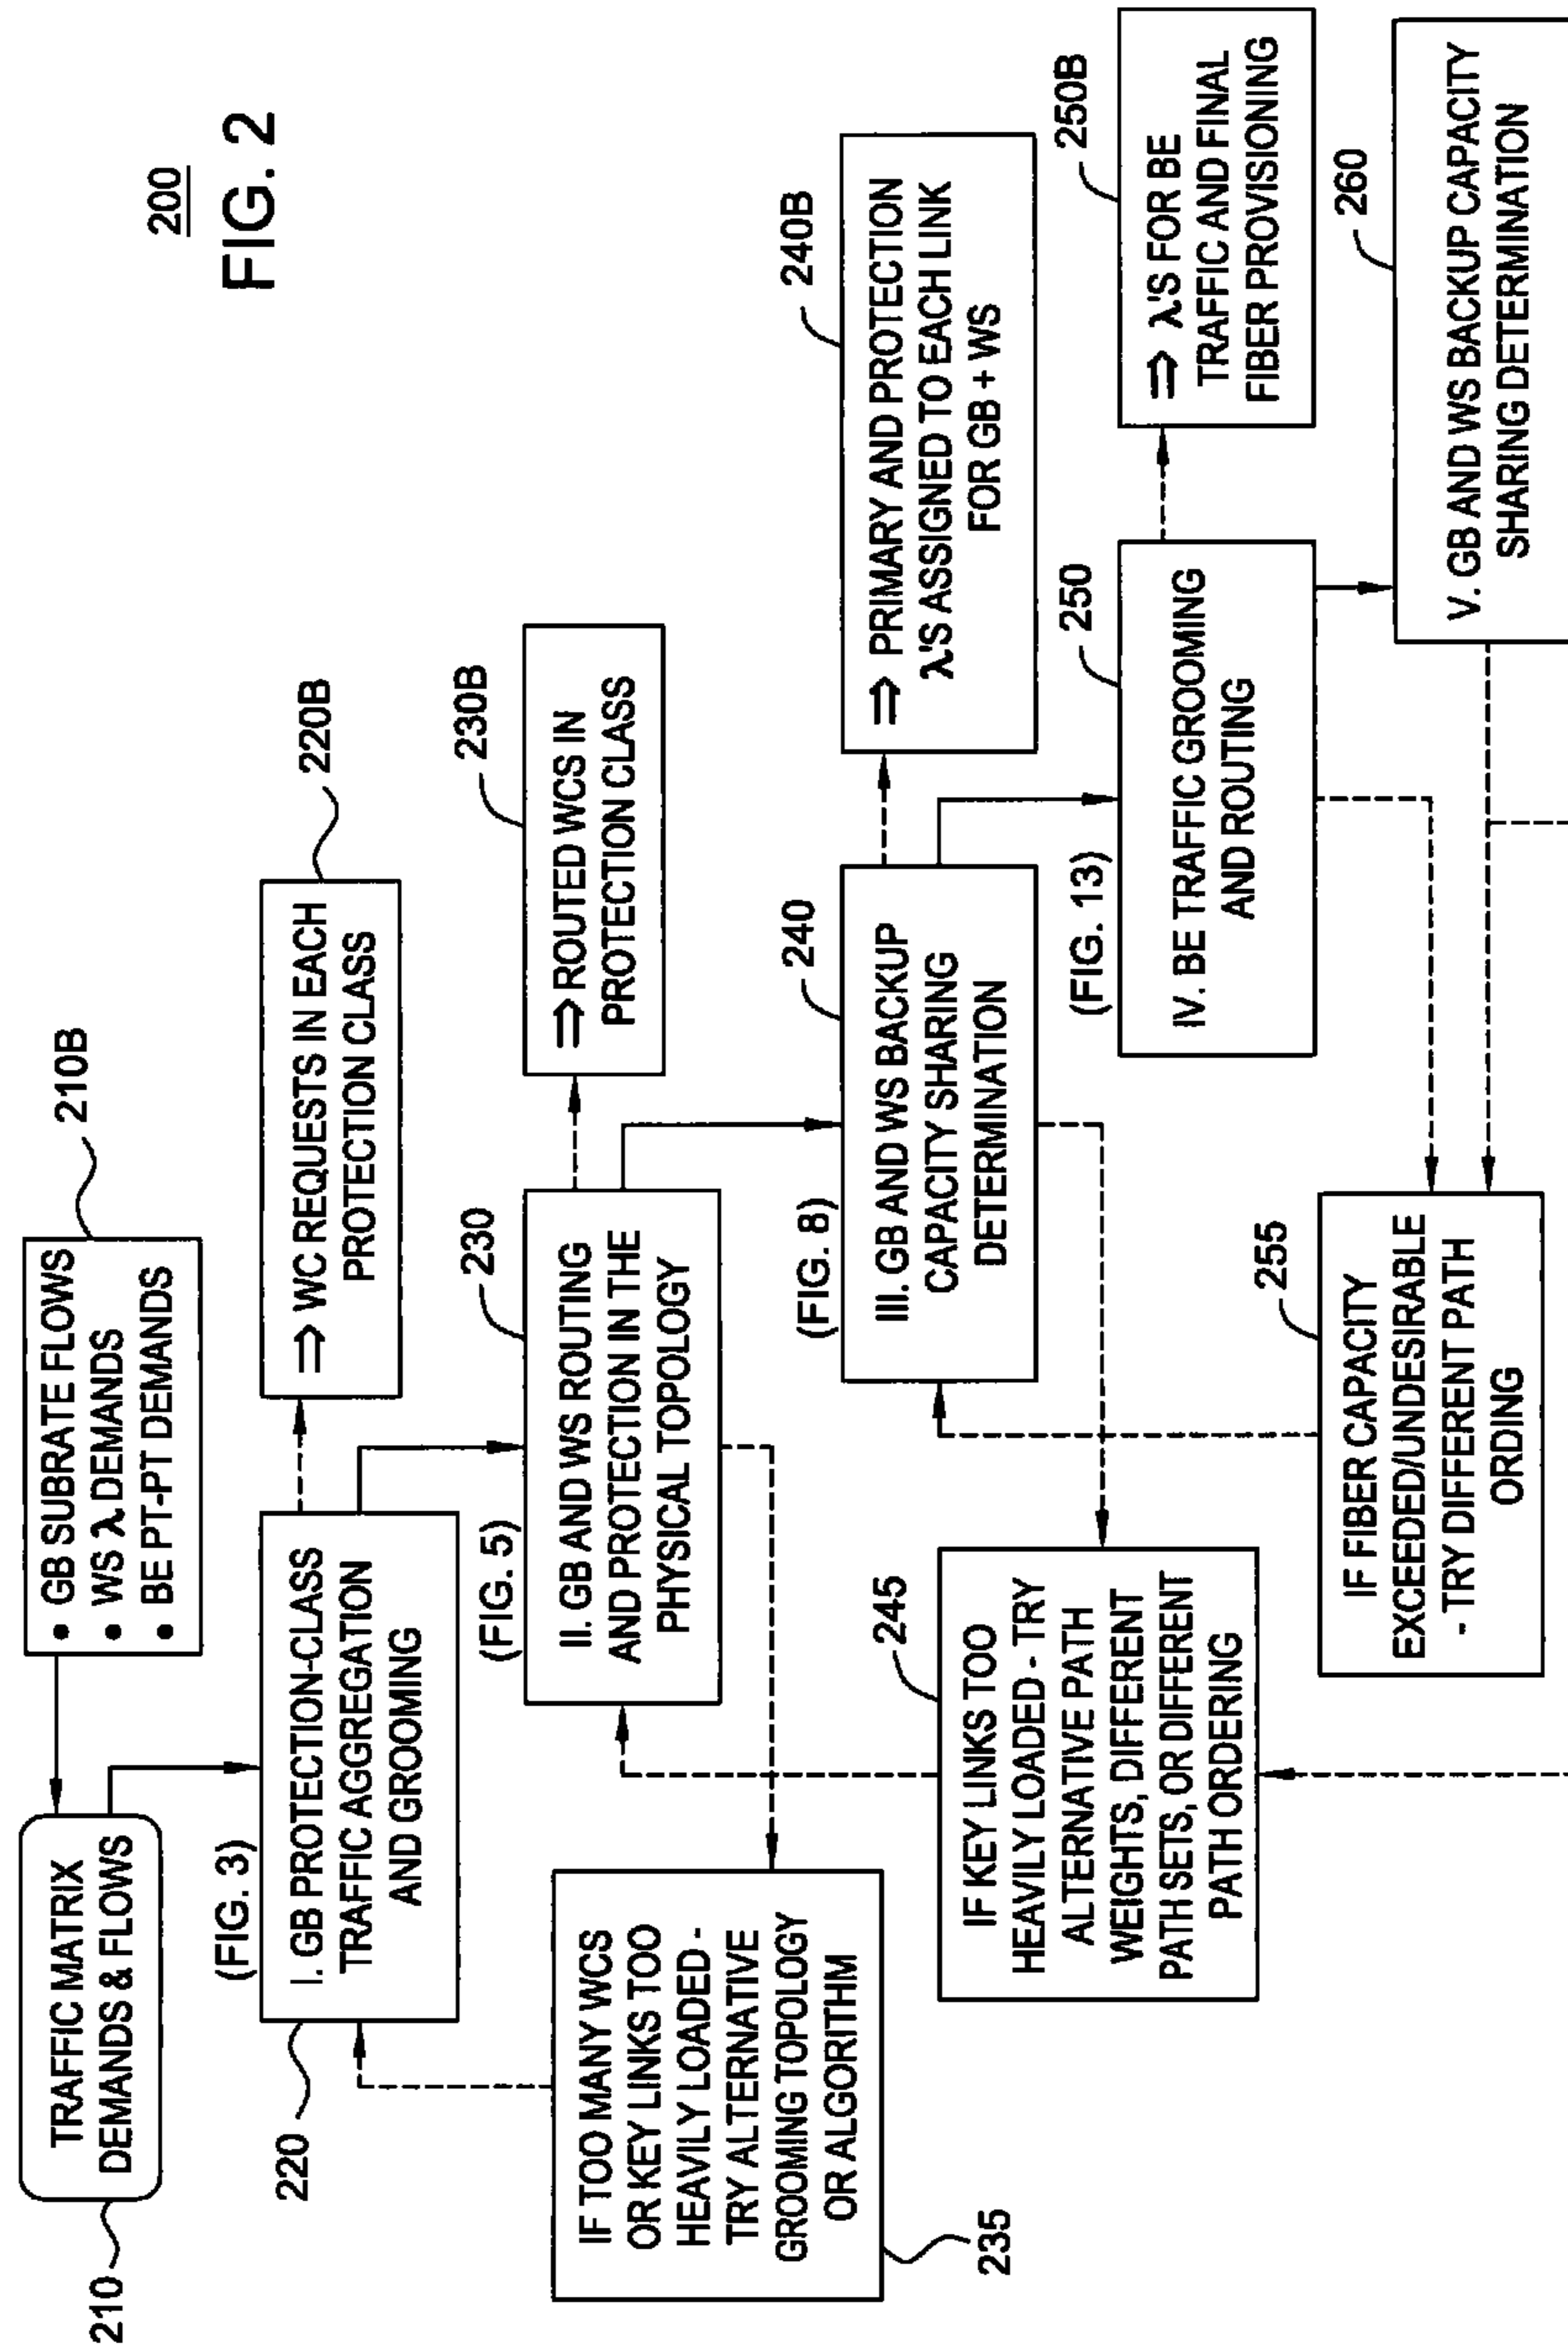 200
FIG. 2
210
TRAFFIC MATRIX
DEMANDS & FLOWS
210B
• GB SUBRATE FLOWS
• WS λ DEMANDS
• BE PT-PT DEMANDS
(FIG. 3)
220
I. GB PROTECTION-CLASS
TRAFFIC AGGREGATION
AND GROOMING
220B
⇒ WC REQUESTS IN EACH
PROTECTION CLASS
(FIG. 5)
230
II. GB AND WS ROUTING
AND PROTECTION IN THE
PHYSICAL TOPOLOGY
230B
⇒ ROUTED WCS IN
PROTECTION CLASS
235
IF TOO MANY WCS
OR KEY LINKS TOO
HEAVILY LOADED -
TRY ALTERNATIVE
GROOMING TOPOLOGY
OR ALGORITHM
(FIG. 8)
240
III. GB AND WS BACKUP
CAPACITY SHARING
DETERMINATION
240B
⇒ PRIMARY AND PROTECTION
λ'S ASSIGNED TO EACH LINK
FOR GB + WS
245
IF KEY LINKS TOO
HEAVILY LOADED - TRY
ALTERNATIVE PATH
WEIGHTS, DIFFERENT
PATH SETS, OR DIFFERENT
PATH ORDERING
(FIG. 13)
250
IV. BE TRAFFIC GROOMING
AND ROUTING
250B
⇒ λ'S FOR BE
TRAFFIC AND FINAL
FIBER PROVISIONING
255
IF FIBER CAPACITY
EXCEEDED/UNDESIRABLE
- TRY DIFFERENT PATH
ORDING
260
V. GB AND WS BACKUP CAPACITY
SHARING DETERMINATION